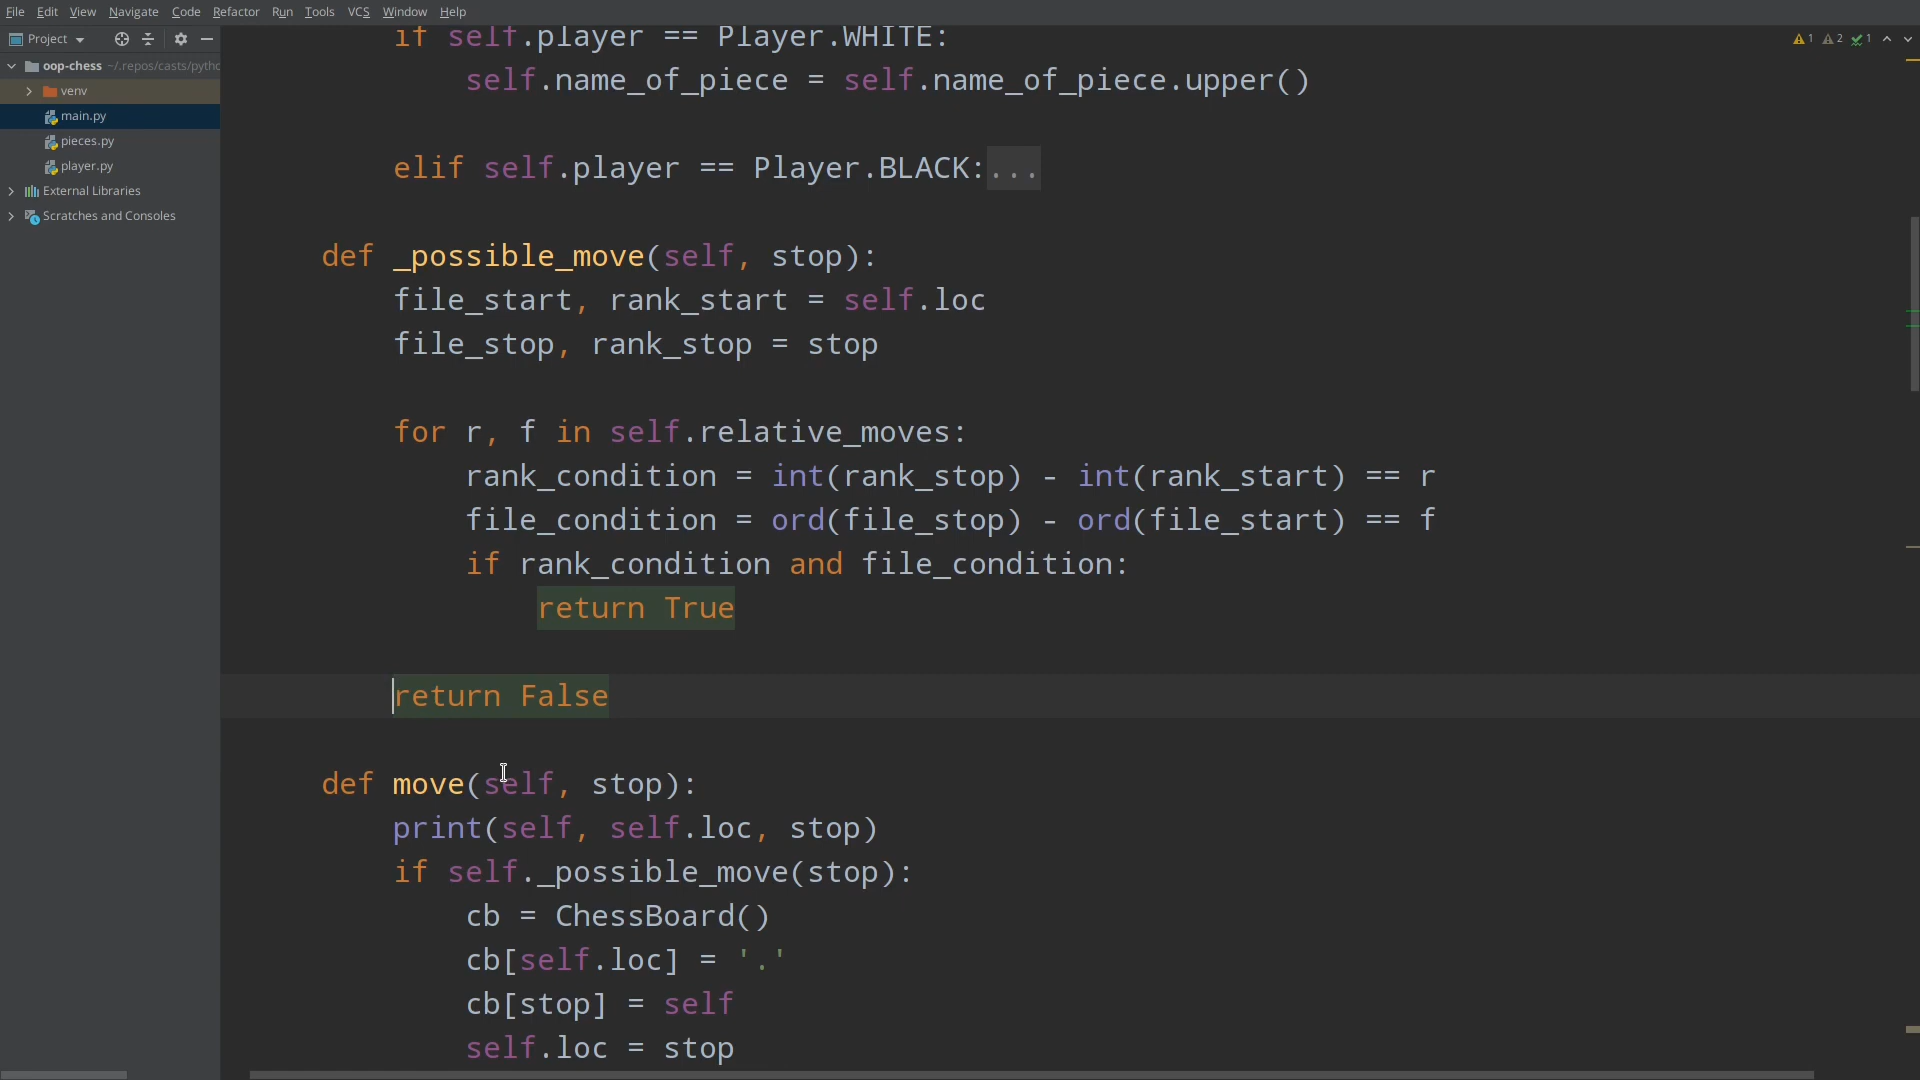 File Edit View Navigate Code Refactor Run Tools VCS Window Help
Project
1 2 1
oop-chess ~/.repos/casts/pytho
venv
main.py
pieces.py
player.py
External Libraries
Scratches and Consoles
if self.player == Player.WHITE:
self.name_of_piece = self.name_of_piece.upper()
elif self.player == Player.BLACK:...
def _possible_move(self, stop):
file_start, rank_start = self.loc
file_stop, rank_stop = stop
for r, f in self.relative_moves:
rank_condition = int(rank_stop) - int(rank_start) == r
file_condition = ord(file_stop) - ord(file_start) == f
if rank_condition and file_condition:
return True
return False
def move(self, stop):
print(self, self.loc, stop)
if self._possible_move(stop):
cb = ChessBoard()
cb[self.loc] = '.'
cb[stop] = self
self.loc = stop